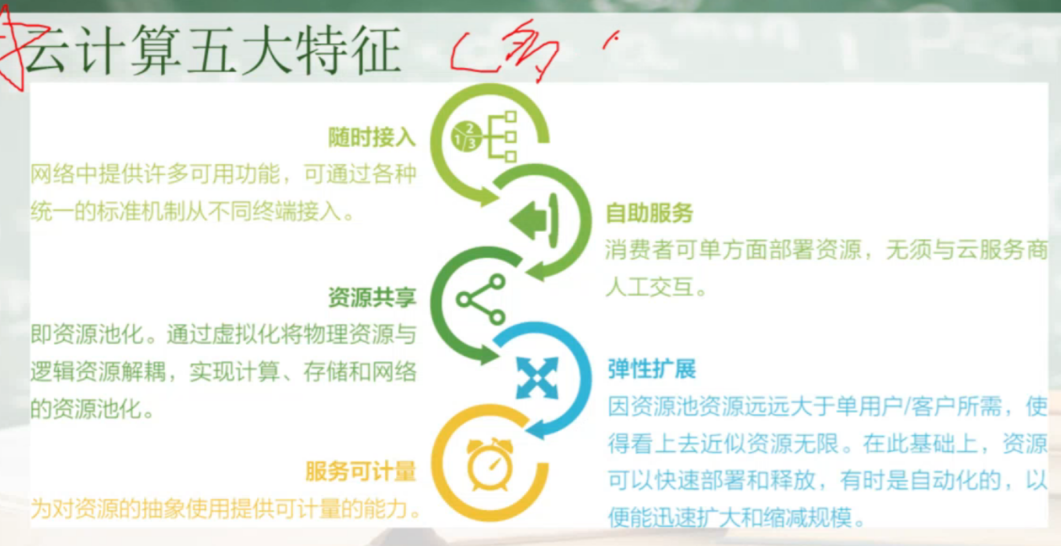 云计算五大特征
（多
随时接入
网络中提供许多可用功能，可通过各种
统一的标准机制从不同终端接入。
自助服务
消费者可单方面部署资源，无须与云服务商
人工交互。
资源共享
即资源池化。通过虚拟化将物理资源与
逻辑资源解耦，实现计算、存储和网络
的资源池化。
弹性扩展
因资源池资源远远大于单用户/客户所需，使
得看上去近似资源无限。在此基础上，资源
可以快速部署和释放，有时是自动化的，以
便能迅速扩大和缩减规模。
服务可计量
为对资源的抽象使用提供可计量的能力。